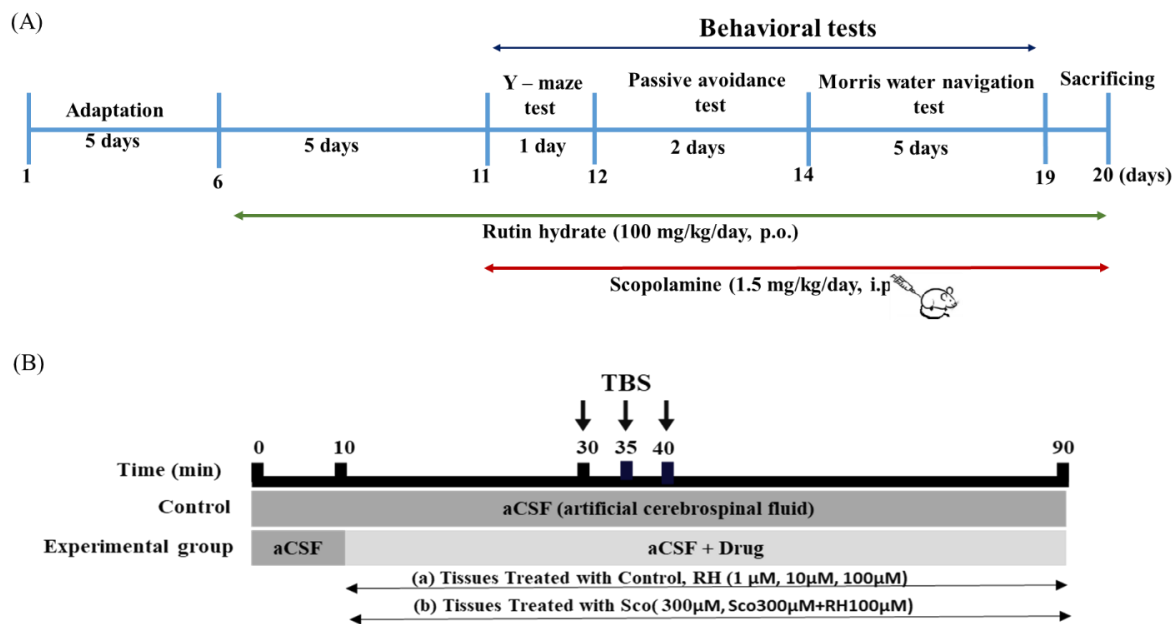 (A)
Behavioral tests
Adaptation
Y – maze
test
Passive avoidance
test
Morris water navigation
test
Sacrificing
5 days
5 days
1 day
2 days
5 days
1
6
11
12
14
19
20 (days)
Rutin hydrate (100 mg/kg/day, p.o.)
Scopolamine (1.5 mg/kg/day, i.p
(B)
TBS
0
10
30
35
40
90
Time (min)
Control
aCSF (artificial cerebrospinal fluid)
Experimental group
aCSF
aCSF + Drug
(a) Tissues Treated with Control, RH (1 µM, 10µM, 100µM)
(b) Tissues Treated with Sco( 300µM, Sco300µM+RH100µM)